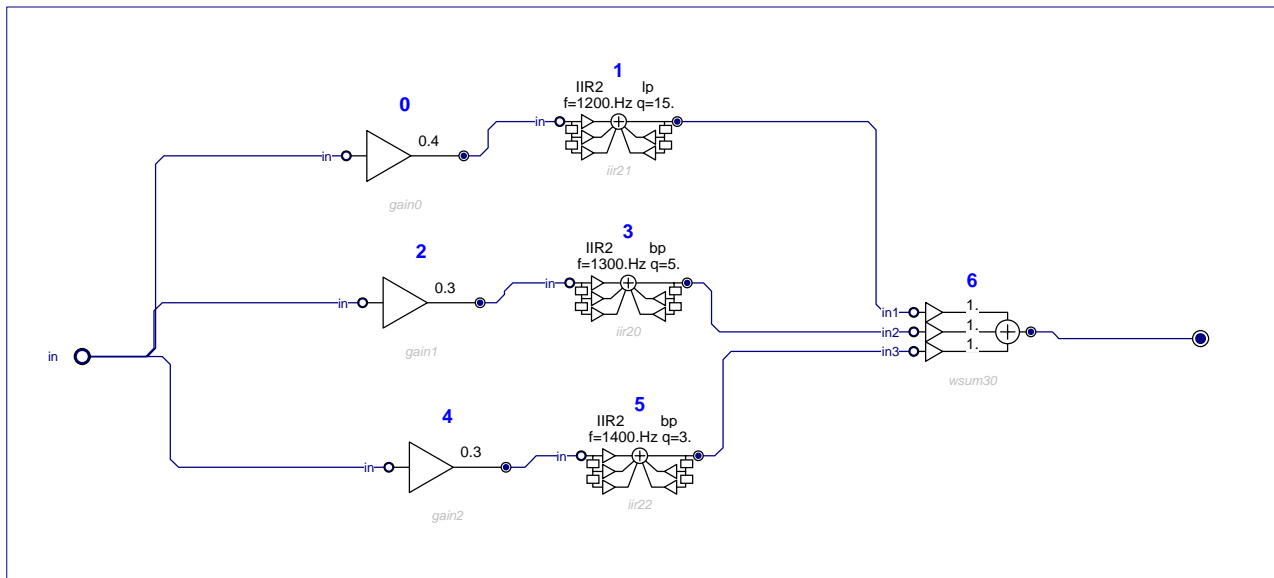 1
IIR2 lp
f=1200.Hz q=15.
0
in
0.4
in
iir21
gain0
3
IIR2 bp
f=1300.Hz q=5.
2
in
0.3
in
iir20
gain1
6
in1 1.
in2 1.
in3 1.
wsum30
in
5
IIR2 bp
f=1400.Hz q=3.
4
in
0.3
in
iir22
gain2